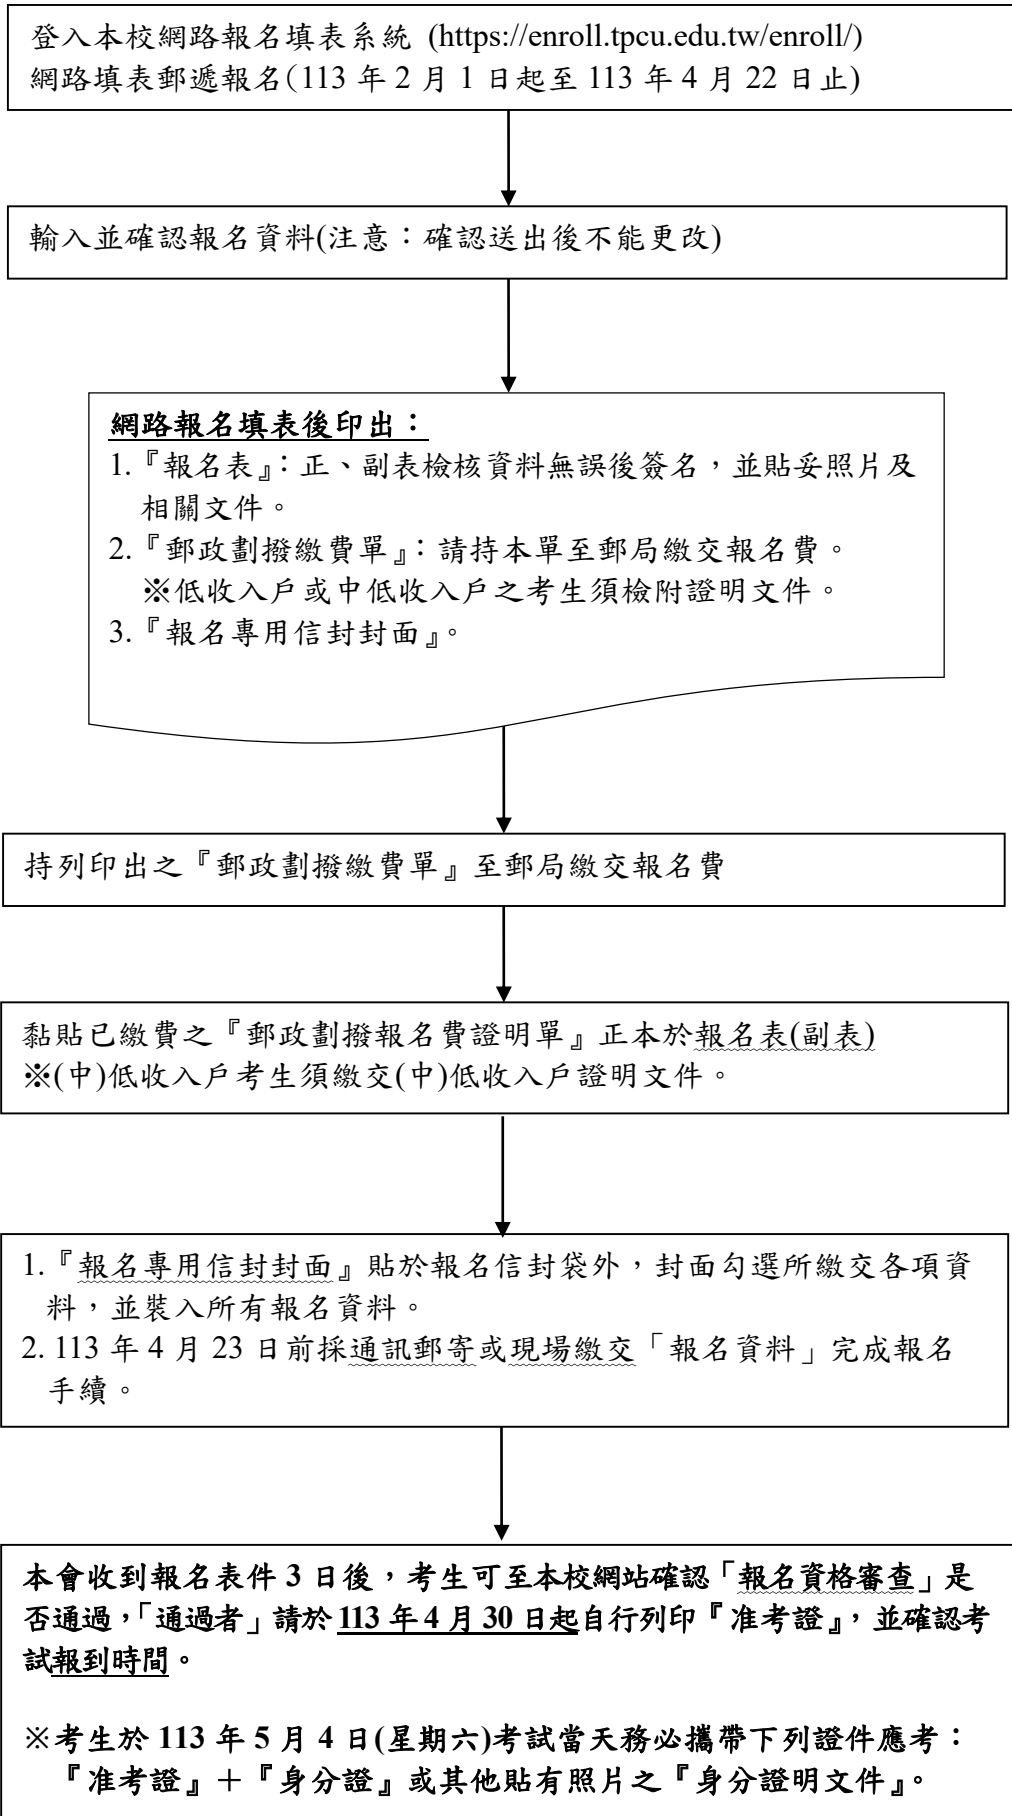 登入本校網路報名填表系統 (https://enroll.tpcu.edu.tw/enroll/)
網路填表郵遞報名(113 年 2 月 1 日起至 113 年 4 月 22 日止)
輸入並確認報名資料(注意：確認送出後不能更改)
網路報名填表後印出：
1.『報名表』：正、副表檢核資料無誤後簽名，並貼妥照片及
相關文件。
2.『郵政劃撥繳費單』：請持本單至郵局繳交報名費。
※低收入戶或中低收入戶之考生須檢附證明文件。
3.『報名專用信封封面』。
持列印出之『郵政劃撥繳費單』至郵局繳交報名費
黏貼已繳費之『郵政劃撥報名費證明單』正本於報名表(副表)
※(中)低收入戶考生須繳交(中)低收入戶證明文件。
1.『報名專用信封封面』貼於報名信封袋外，封面勾選所繳交各項資
料，並裝入所有報名資料。
2. 113 年 4 月 23 日前採通訊郵寄或現場繳交「報名資料」完成報名
手續。
本會收到報名表件 3 日後，考生可至本校網站確認「報名資格審查」是
否通過，「通過者」請於 113 年 4 月 30 日起自行列印『准考證』，並確認考
試報到時間。
※考生於 113 年 5 月 4 日(星期六)考試當天務必攜帶下列證件應考：
『准考證』＋『身分證』或其他貼有照片之『身分證明文件』。